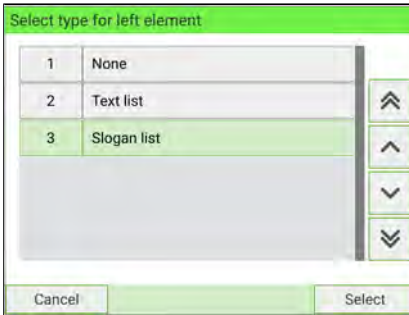 Select type for left element
1 None
2 Text list
3 Slogan list
Cancel Select